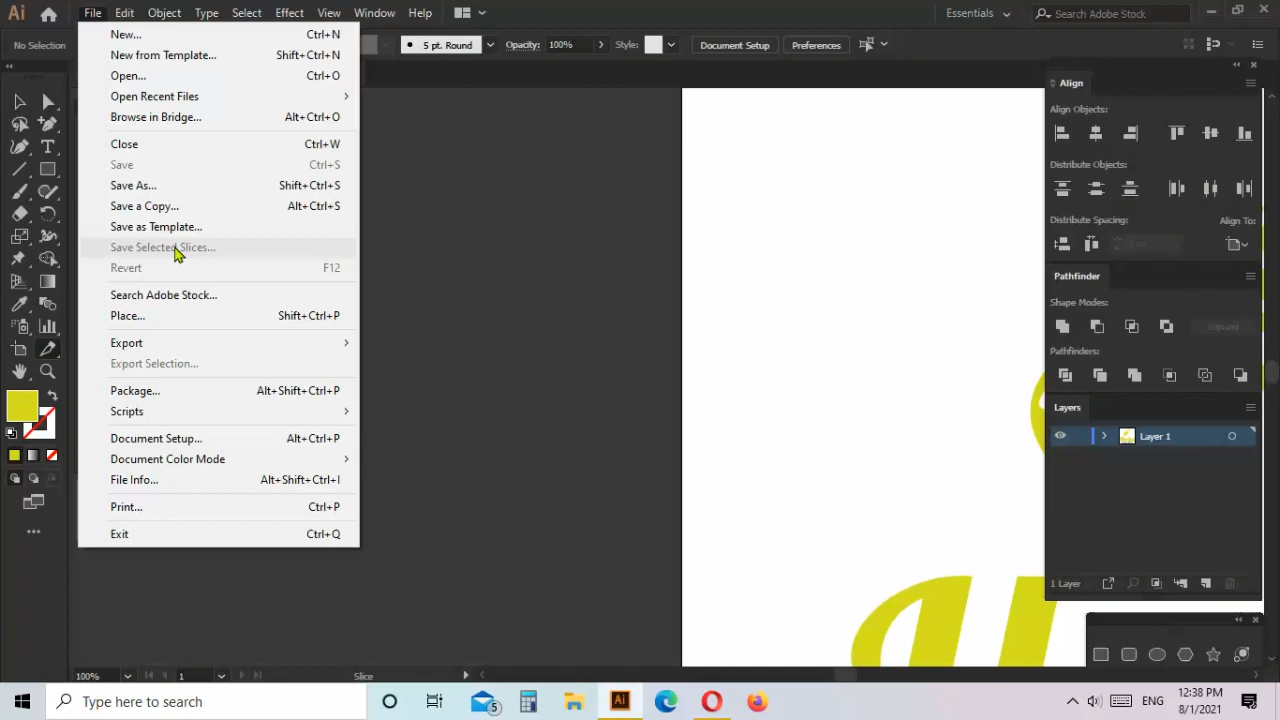 Ai File Edit Object Type Select Effect View Window Help Essentials Search Adobe Stock
No Selection 5 pt. Round Opacity: 100% Style: Document Setup Preferences
New... Ctrl+N
New from Template... Shift+Ctrl+N
Open... Ctrl+O
Open Recent Files
Browse in Bridge... Alt+Ctrl+O
Close Ctrl+W
Save Ctrl+S
Save As... Shift+Ctrl+S
Save a Copy... Alt+Ctrl+S
Save as Template...
Save Selected Slices...
Revert F12
Search Adobe Stock...
Place... Shift+Ctrl+P
Export
Export Selection...
Package... Alt+Shift+Ctrl+P
Scripts
Document Setup... Alt+Ctrl+P
Document Color Mode
File Info... Alt+Shift+Ctrl+I
Print... Ctrl+P
Exit Ctrl+Q
Align
Align Objects:
Distribute Objects:
Distribute Spacing: Align To:
Pathfinder
Shape Modes:
Expand
Pathfinders:
Layers
Layer 1
1 Layer
100% 1 Slice
Type here to search 5 Ai ENG 12:38 PM
8/1/2021